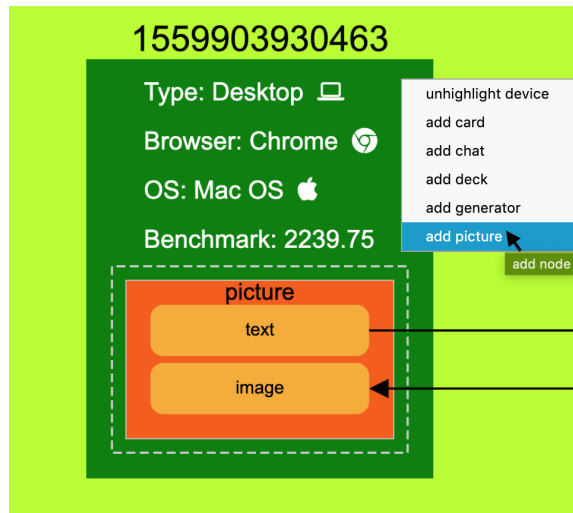 1559903930463
Type: Desktop
Browser: Chrome
OS: Mac OS
Benchmark: 2239.75
picture
text
image
unhighlight device
add card
add chat
add deck
add generator
add picture
add node